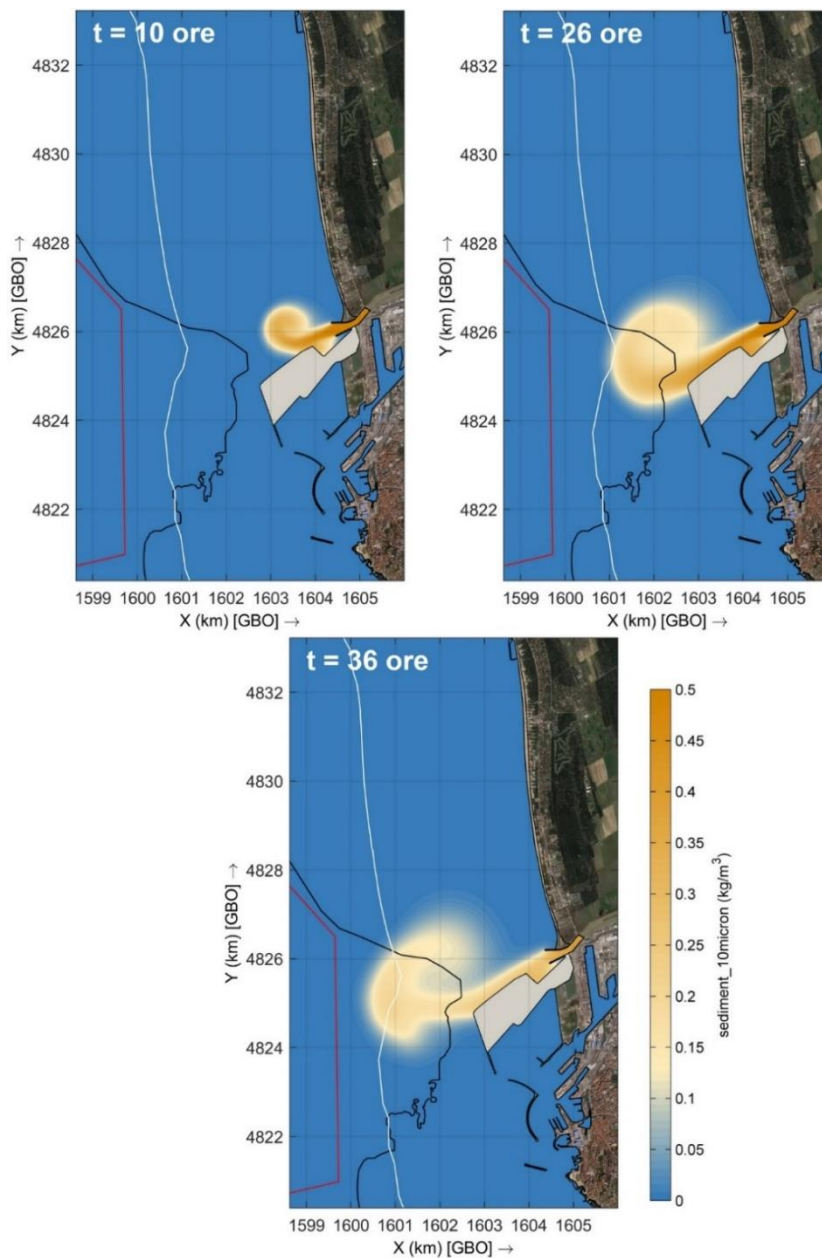 t = 10 ore
4832
4830
4828
4826
4824
4822
Y (km) [GBO] →
1599 1600 1601 1602 1603 1604 1605
X (km) [GBO] →
t = 26 ore
4832
4830
4828
4826
4824
4822
Y (km) [GBO] →
1599 1600 1601 1602 1603 1604 1605
X (km) [GBO] →
t = 36 ore
4832
4830
4828
4826
4824
4822
Y (km) [GBO] →
1599 1600 1601 1602 1603 1604 1605
X (km) [GBO] →
0.5
0.45
0.4
0.35
0.3
0.25
0.2
0.15
0.1
0.05
0
sediment_10micron (kg/m³)